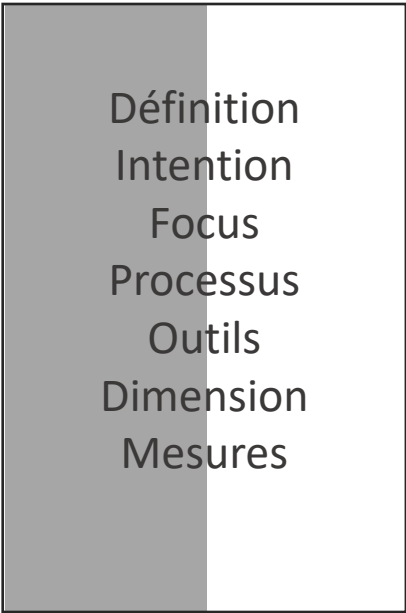 Définition
Intention
Focus
Processus
Outils
Dimension
Mesures